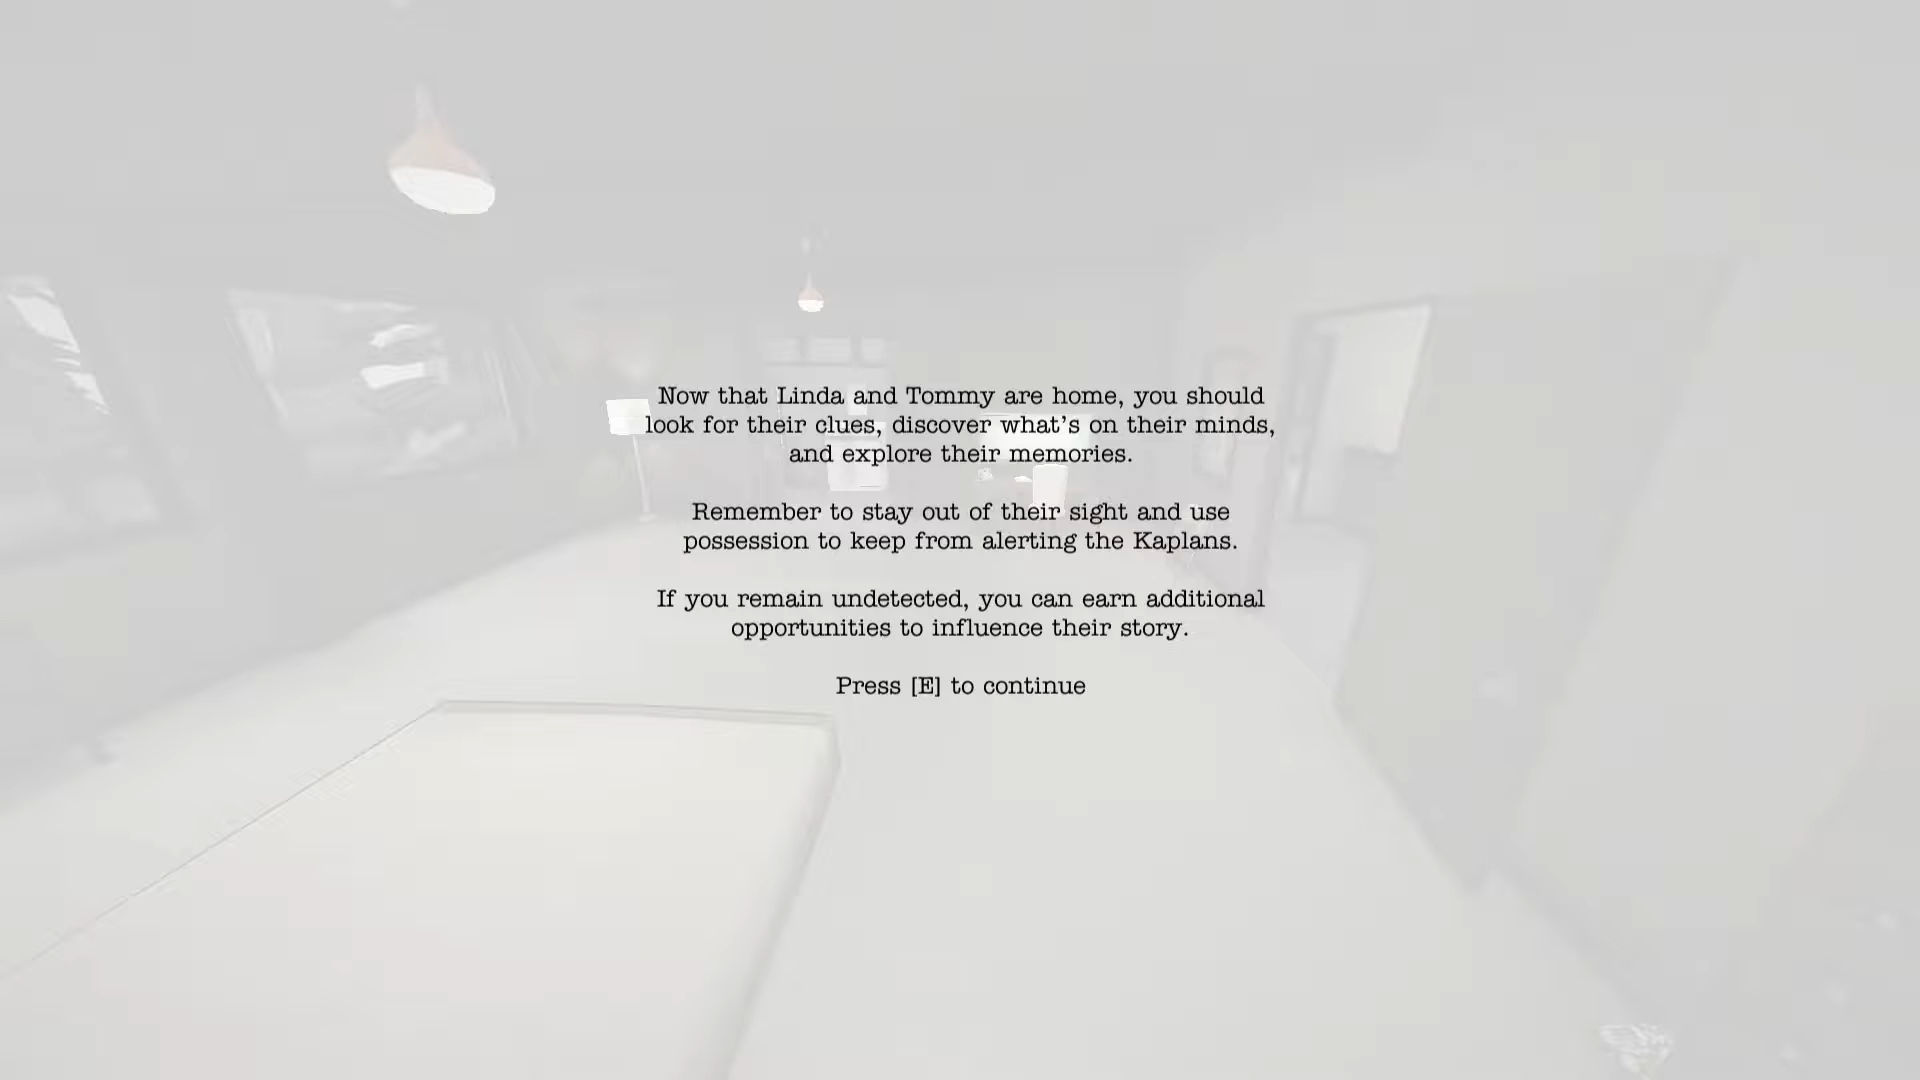 Now that Linda and Tommy are home, you should
look for their clues, discover what's on their minds,
and explore their memories.
Remember to stay out of their sight and use
possession to keep from alerting the Kaplans.
If you remain undetected, you can earn additional
opportunities to influence their story.
Press [E] to continue